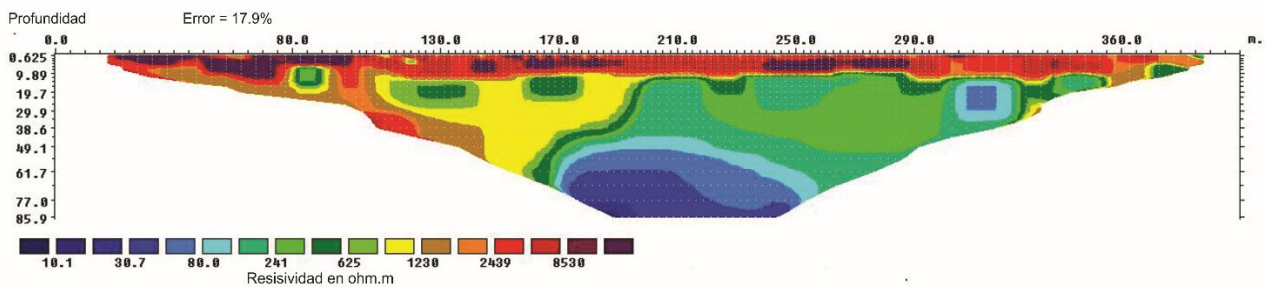 Profundidad Error = 17.9%
0.0 80.0 130.0 170.0 210.0 250.0 290.0 360.0 m.
0.625
9.89
19.7
29.9
38.6
49.1
61.7
77.0
85.9
10.1 30.7 80.0 241 625 1230 2439 8530
Resisividad en ohm.m